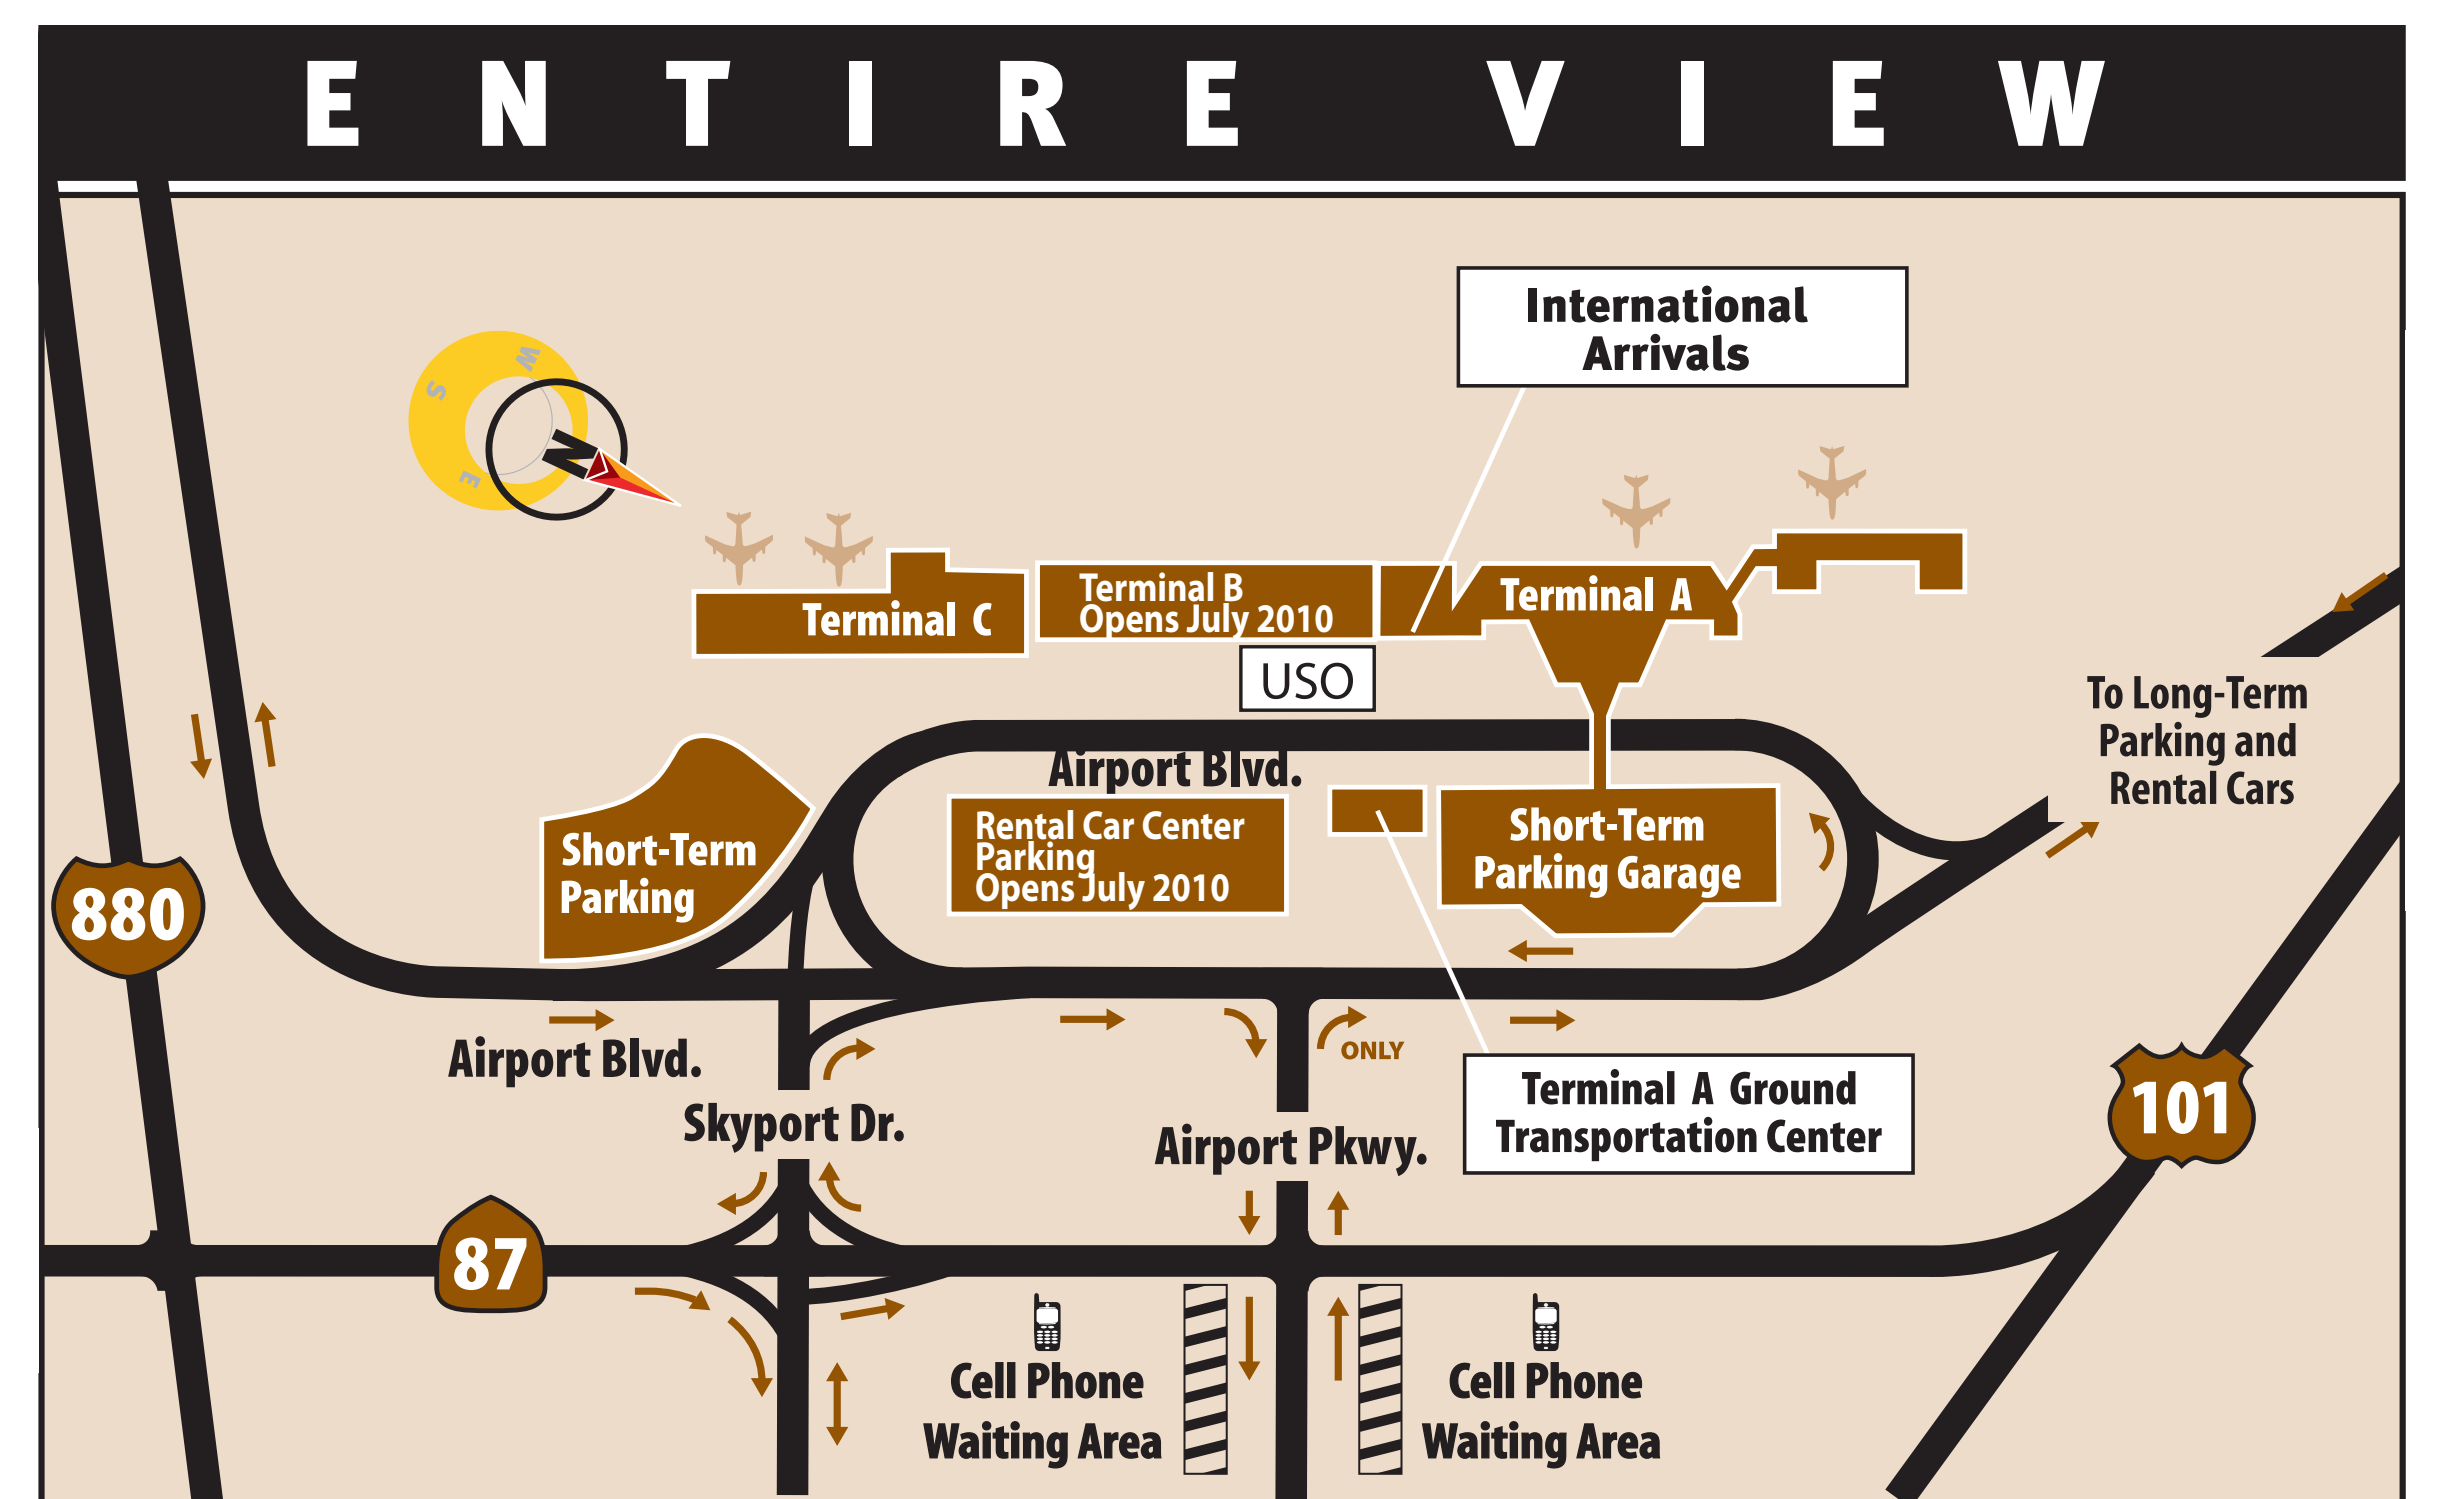 ENTIRE VIEW
International
Arrivals
W
S
N
E
Terminal C
Terminal B
Opens July 2010
Terminal A
USO
To Long-Term
Parking and
Rental Cars
Airport Blvd.
Short-Term
Parking
Rental Car Center
Parking
Opens July 2010
Short-Term
Parking Garage
880
Airport Blvd.
ONLY
Skyport Dr.
Airport Pkwy.
Terminal A Ground
Transportation Center
101
87
Cell Phone
Waiting Area
Cell Phone
Waiting Area